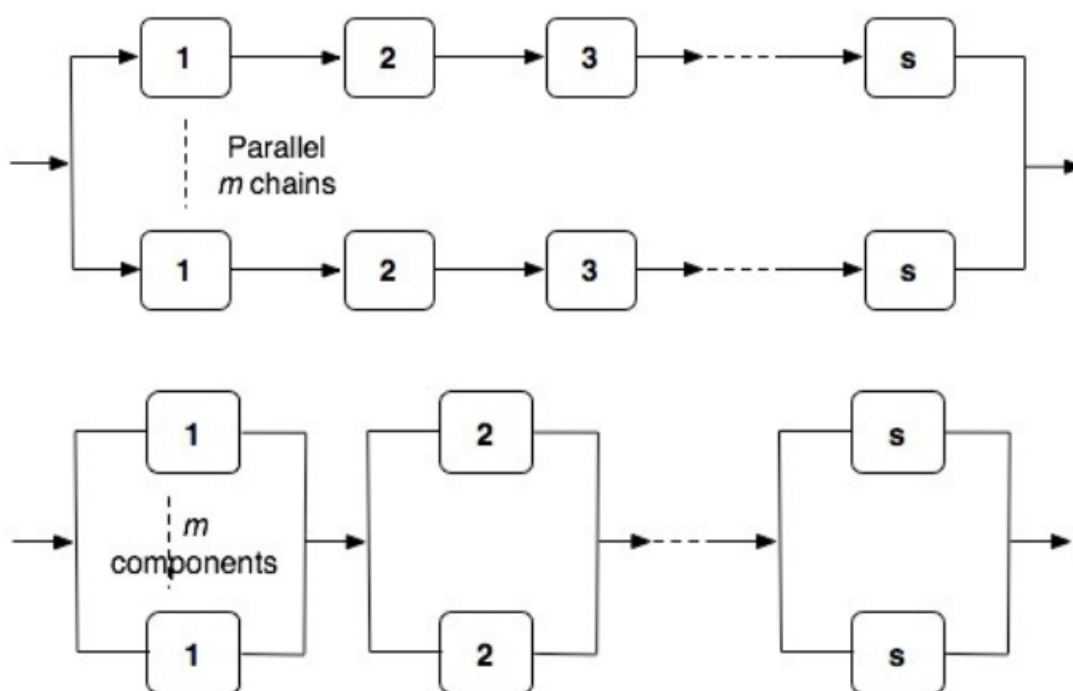 1 2 3 s
Parallel
m chains
1 2 3 s
1 2 s
m
components
1 2 s